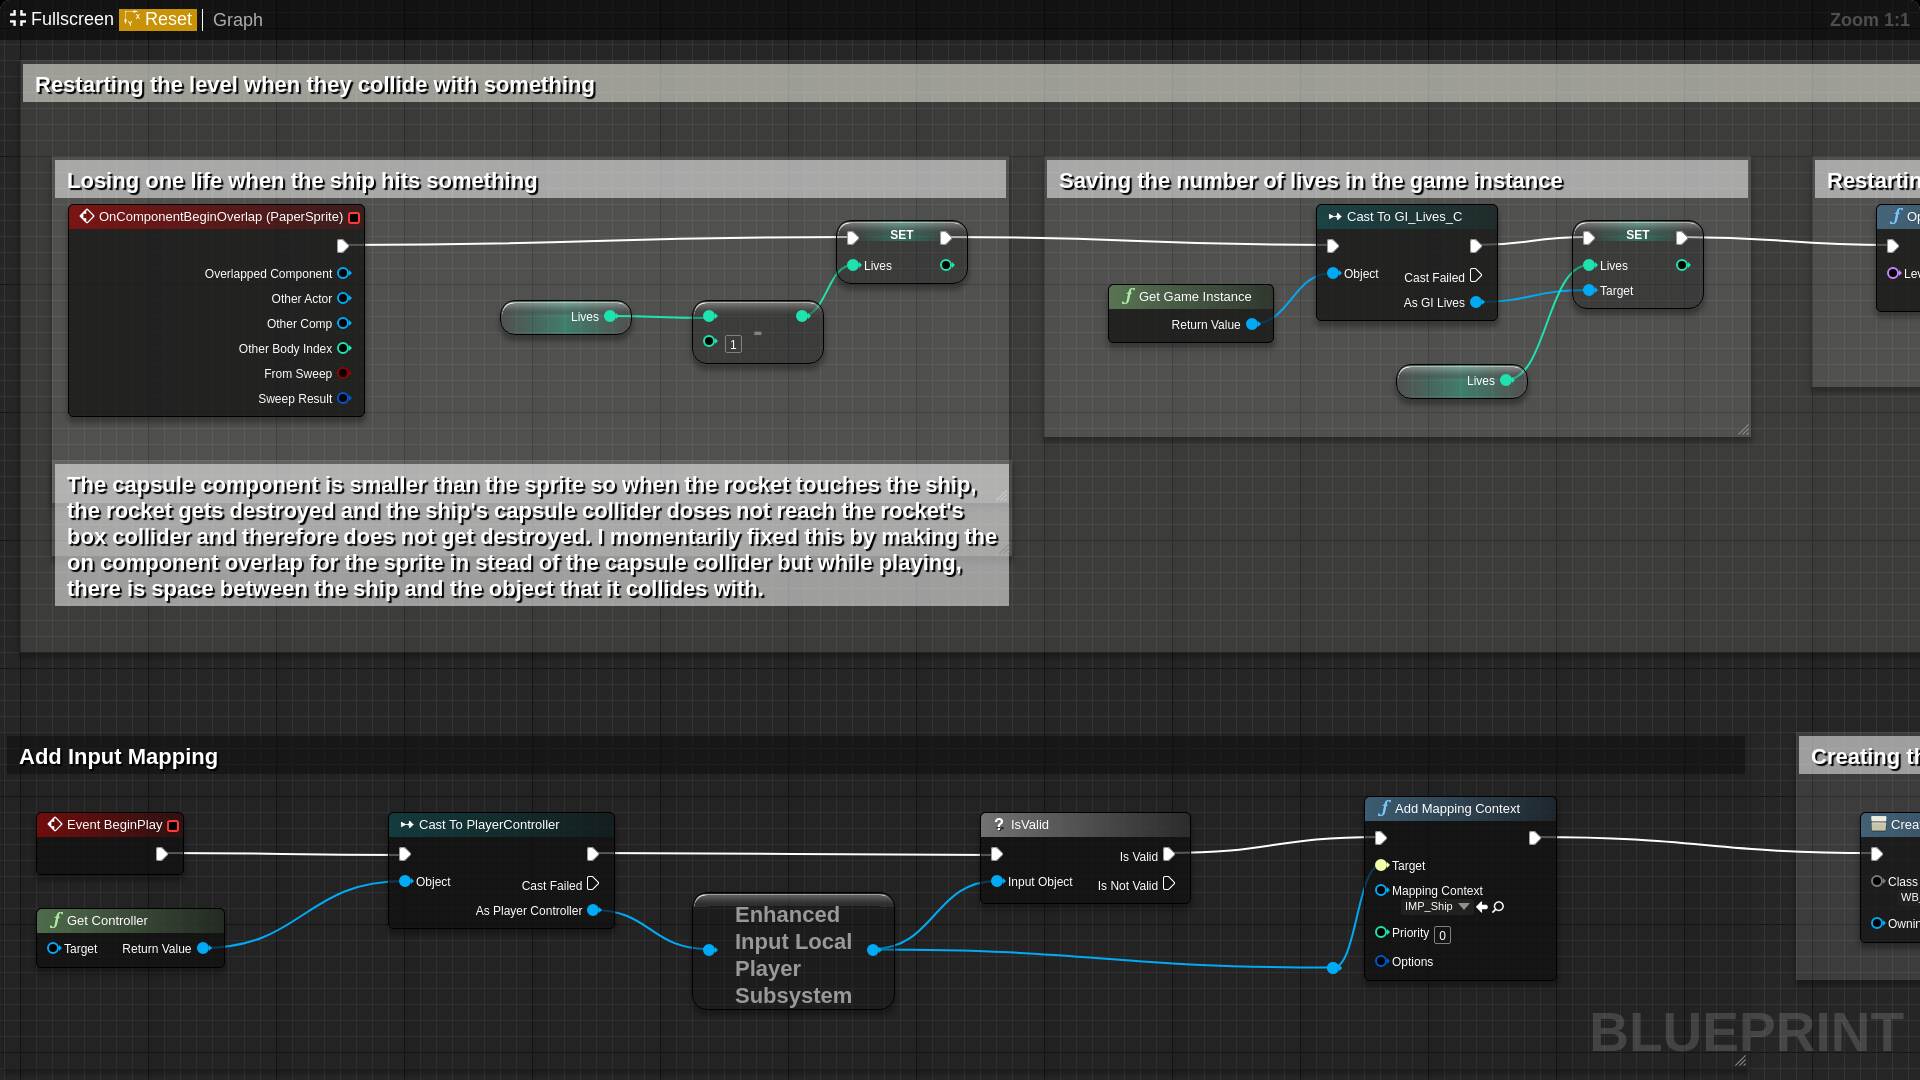 Fullscreen Reset Graph Zoom 1:1
Restarting the level when they collide with something
Losing one life when the ship hits something
Saving the number of lives in the game instance
Restartin
OnComponentBeginOverlap (PaperSprite)
Overlapped Component
Other Actor
Other Comp
Other Body Index
From Sweep
Sweep Result
Lives
-
1
SET
Lives
Get Game Instance
Return Value
Cast To GI_Lives_C
Object
Cast Failed
As GI Lives
SET
Lives
Target
Lives
Op
Lev
The capsule component is smaller than the sprite so when the rocket touches the ship,
the rocket gets destroyed and the ship's capsule collider doses not reach the rocket's
box collider and therefore does not get destroyed. I momentarily fixed this by making the
on component overlap for the sprite in stead of the capsule collider but while playing,
there is space between the ship and the object that it collides with.
Add Input Mapping
Creating th
Event BeginPlay
Get Controller
Target Return Value
Cast To PlayerController
Object
Cast Failed
As Player Controller
Enhanced
Input Local
Player
Subsystem
? IsValid
Is Valid
Input Object Is Not Valid
Add Mapping Context
Target
Mapping Context
IMP_Ship
Priority 0
Options
Creat
Class
WB_
Ownin
BLUEPRINT